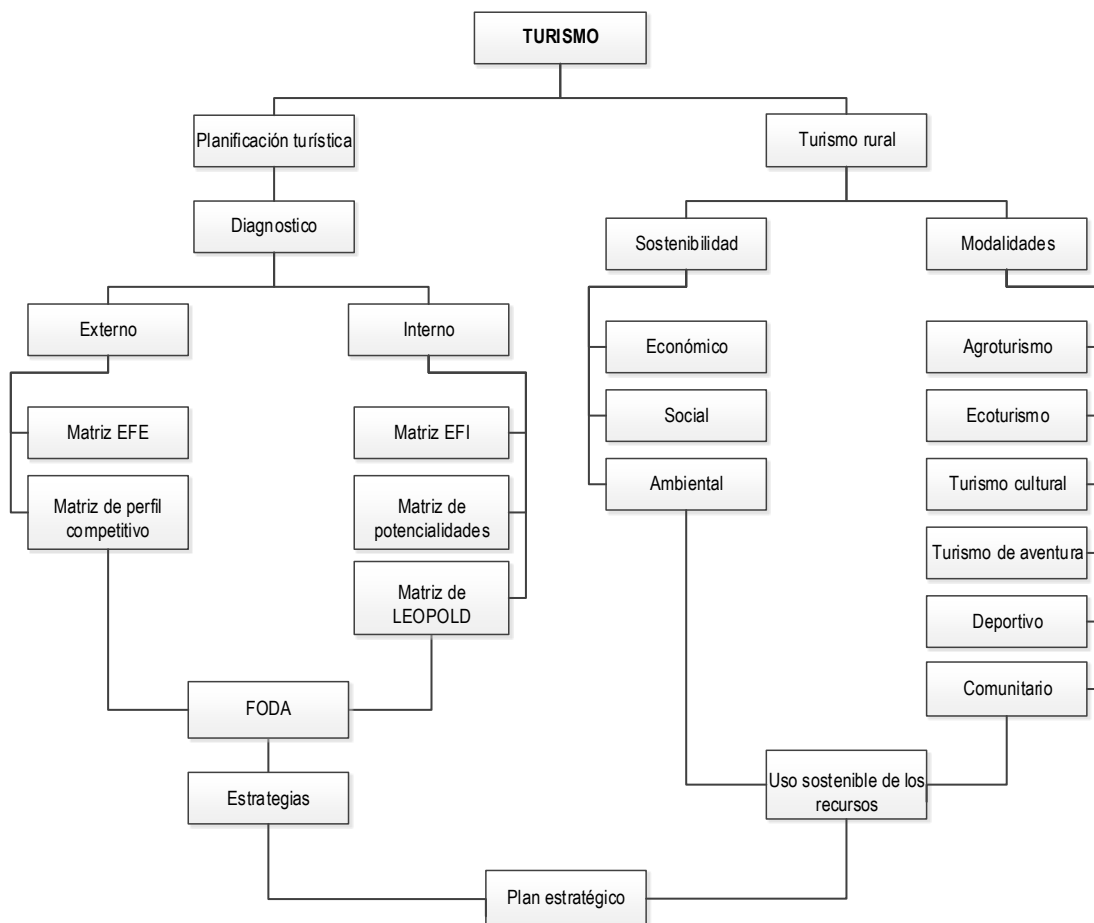 TURISMO
Planificación turística
Turismo rural
Diagnostico
Sostenibilidad
Modalidades
Externo
Interno
Económico
Agroturismo
Matriz EFE
Matriz EFI
Social
Ecoturismo
Matriz de perfil
competitivo
Matriz de
potencialidades
Ambiental
Turismo cultural
Turismo de aventura
Matriz de
LEOPOLD
Deportivo
FODA
Comunitario
Estrategias
Uso sostenible de los
recursos
Plan estratégico